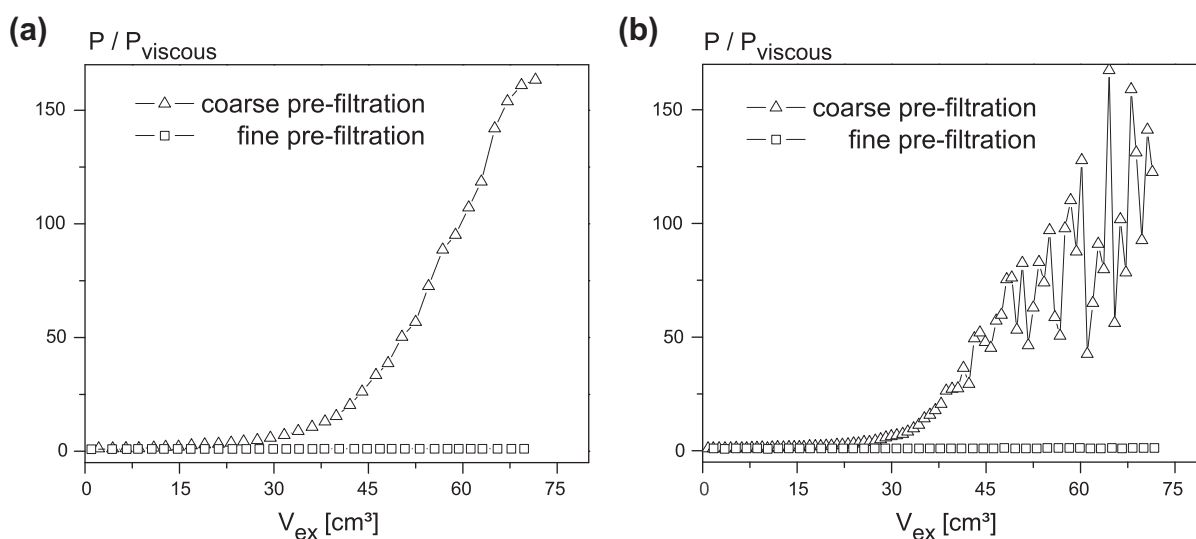 (a)
P / P_viscous
150
100
50
0
coarse pre-filtration
fine pre-filtration
0 15 30 45 60 75
V_ex [cm³]
(b)
P / P_viscous
150
100
50
0
coarse pre-filtration
fine pre-filtration
0 15 30 45 60 75
V_ex [cm³]